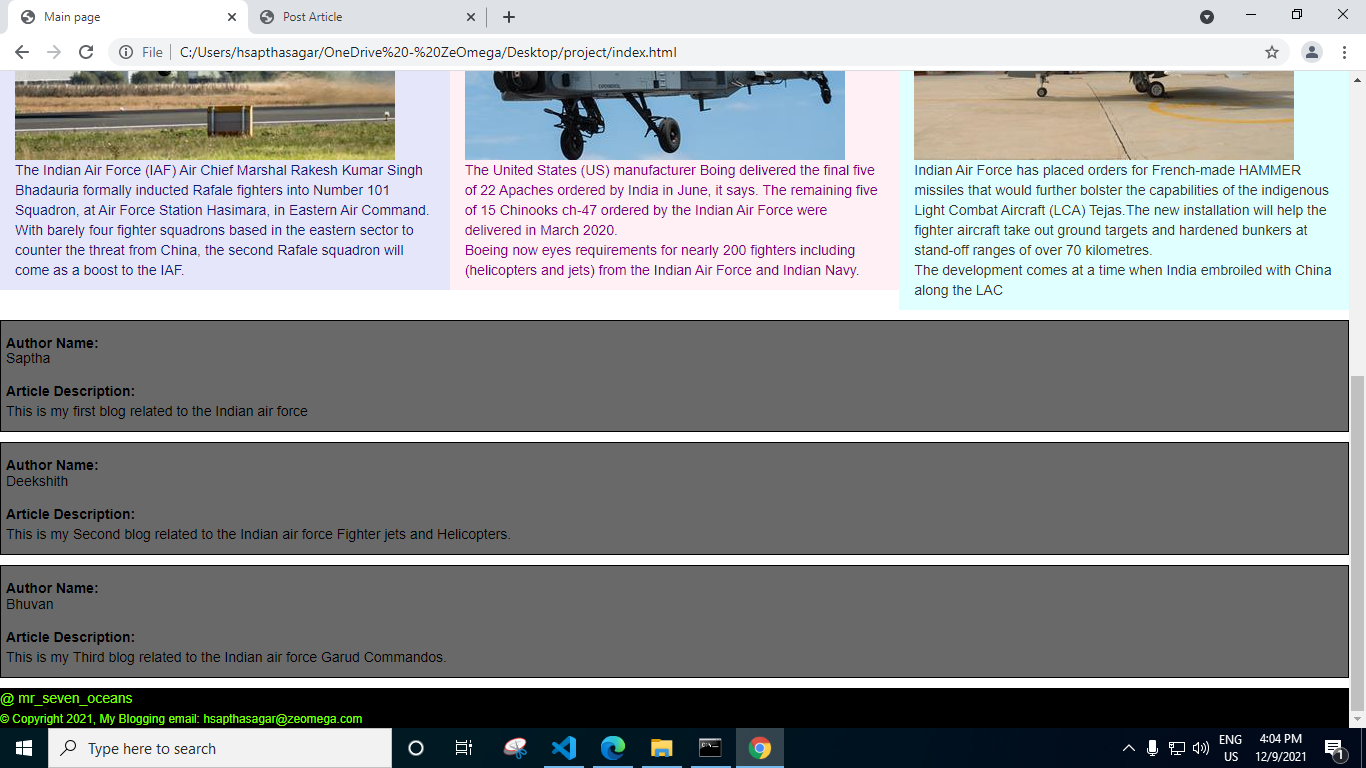 Main page
Post Article
File
C:/Users/hsapthasagar/OneDrive%20-%20ZeOmega/Desktop/project/index.html
The Indian Air Force (IAF) Air Chief Marshal Rakesh Kumar Singh
Bhadauria formally inducted Rafale fighters into Number 101
Squadron, at Air Force Station Hasimara, in Eastern Air Command.
With barely four fighter squadrons based in the eastern sector to
counter the threat from China, the second Rafale squadron will
come as a boost to the IAF.
The United States (US) manufacturer Boeing delivered the final five
of 22 Apaches ordered by India in June, it says. The remaining five
of 15 Chinooks ch-47 ordered by the Indian Air Force were
delivered in March 2020.
Boeing now eyes requirements for nearly 200 fighters including
(helicopters and jets) from the Indian Air Force and Indian Navy.
Indian Air Force has placed orders for French-made HAMMER
missiles that would further bolster the capabilities of the indigenous
Light Combat Aircraft (LCA) Tejas.The new installation will help the
fighter aircraft take out ground targets and hardened bunkers at
stand-off ranges of over 70 kilometres.
The development comes at a time when India embroiled with China
along the LAC
Author Name:
Saptha
Article Description:
This is my first blog related to the Indian air force
Author Name:
Deekshith
Article Description:
This is my Second blog related to the Indian air force Fighter jets and Helicopters.
Author Name:
Bhuvan
Article Description:
This is my Third blog related to the Indian air force Garud Commandos.
@ mr_seven_oceans
© Copyright 2021, My Blogging email: hsapthasagar@zeomega.com
Type here to search
ENG
US
4:04 PM
12/9/2021
1